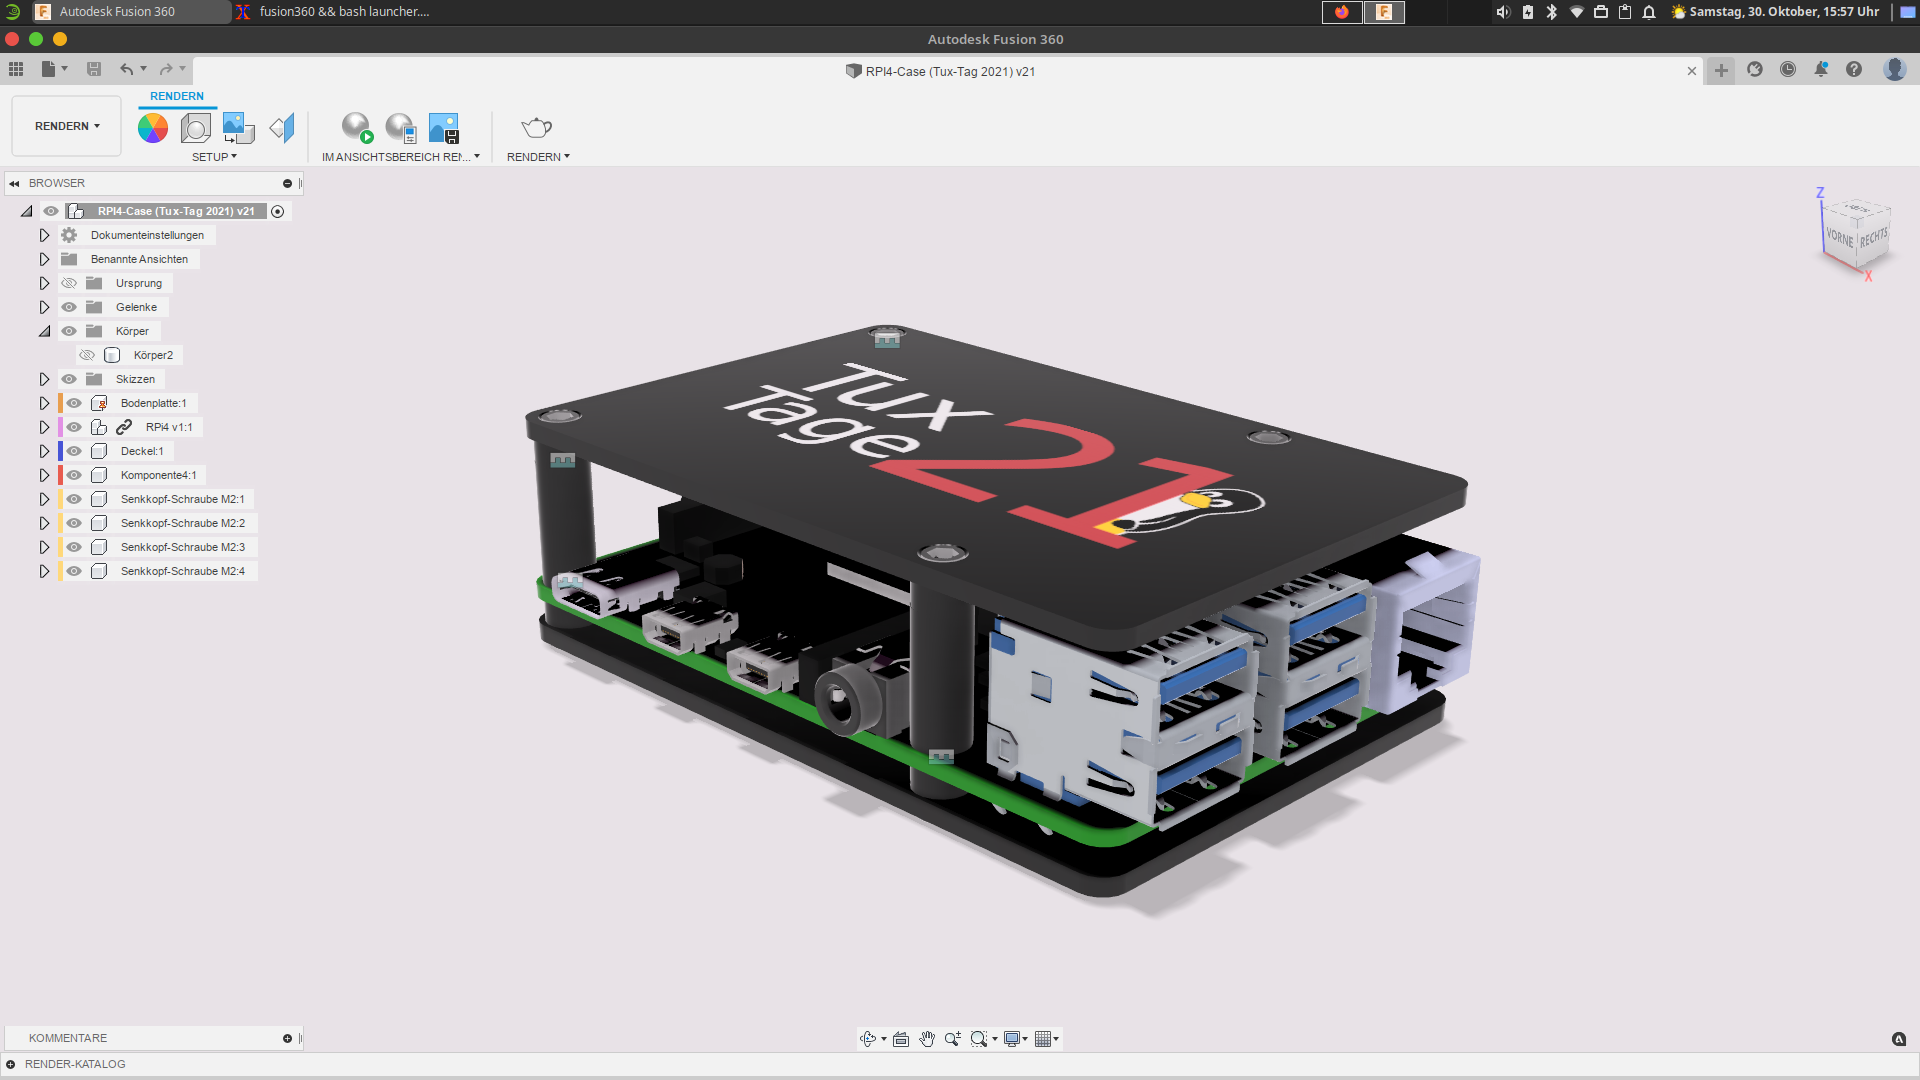 Autodesk Fusion 360
fusion360 && bash launcher....
Samstag, 30. Oktober, 15:57 Uhr
Autodesk Fusion 360
RPI4-Case (Tux-Tag 2021) v21
RENDERN
RENDERN
SETUP
IM ANSICHTSBEREICH REN...
RENDERN
BROWSER
RPI4-Case (Tux-Tag 2021) v21
Dokumenteinstellungen
Benannte Ansichten
Ursprung
Gelenke
Körper
Körper2
Skizzen
Bodenplatte:1
RPi4 v1:1
Deckel:1
Komponente4:1
Senkkopf-Schraube M2:1
Senkkopf-Schraube M2:2
Senkkopf-Schraube M2:3
Senkkopf-Schraube M2:4
Z
VORNE
RECHTS
X
Tux
Tage
21
KOMMENTARE
RENDER-KATALOG